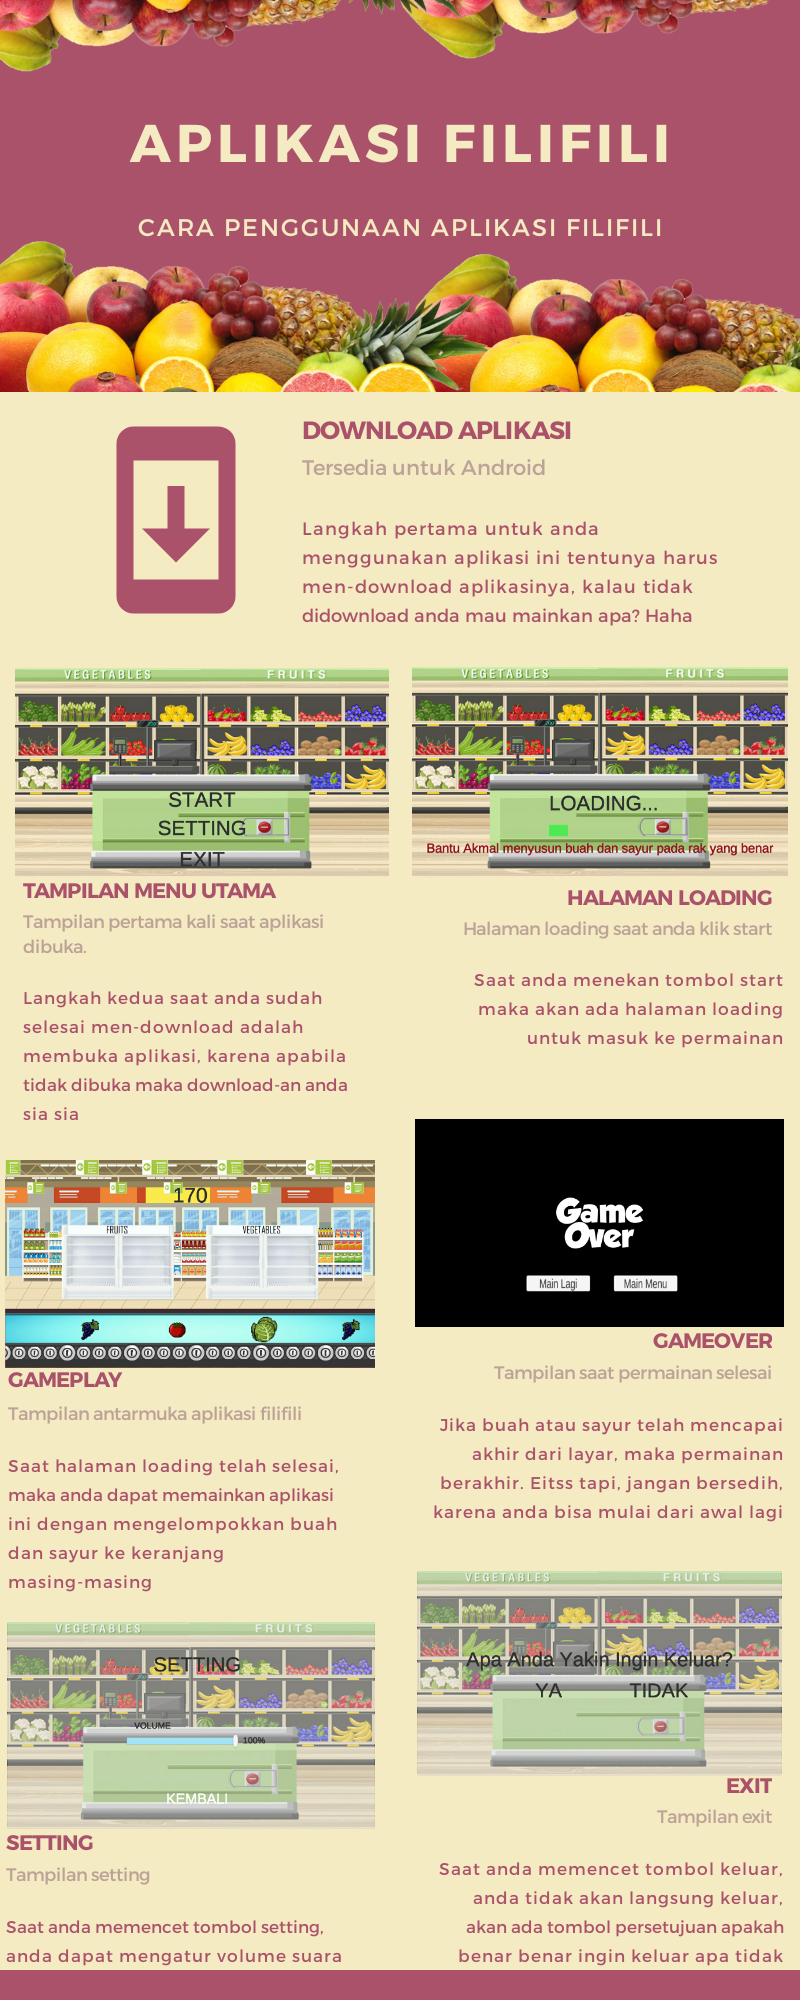 APLIKASI FILIFILI
CARA PENGGUNAAN APLIKASI FILIFILI
DOWNLOAD APLIKASI
Tersedia untuk Android
Langkah pertama untuk anda
menggunakan aplikasi ini tentunya harus
men-download aplikasinya, kalau tidak
didownload anda mau mainkan apa? Haha
VEGETABLES
FRUITS
START
SETTING
EXIT
TAMPILAN MENU UTAMA
Tampilan pertama kali saat aplikasi
dibuka.
Langkah kedua saat anda sudah
selesai men-download adalah
membuka aplikasi, karena apabila
tidak dibuka maka download-an anda
sia sia
VEGETABLES
FRUITS
LOADING...
Bantu Akmal menyusun buah dan sayur pada rak yang benar
HALAMAN LOADING
Halaman loading saat anda klik start
Saat anda menekan tombol start
maka akan ada halaman loading
untuk masuk ke permainan
170
FRUITS
VEGETABLES
GAMEPLAY
Tampilan antarmuka aplikasi filifili
Saat halaman loading telah selesai,
maka anda dapat memainkan aplikasi
ini dengan mengelompokkan buah
dan sayur ke keranjang
masing-masing
Game
Over
Main Lagi
Main Menu
GAMEOVER
Tampilan saat permainan selesai
Jika buah atau sayur telah mencapai
akhir dari layar, maka permainan
berakhir. Eitss tapi, jangan bersedih,
karena anda bisa mulai dari awal lagi
VEGETABLES
FRUITS
SETTING
VOLUME
100%
KEMBALI
SETTING
Tampilan setting
Saat anda memencet tombol setting,
anda dapat mengatur volume suara
VEGETABLES
FRUITS
Apa Anda Yakin Ingin Keluar?
YA
TIDAK
EXIT
Tampilan exit
Saat anda memencet tombol keluar,
anda tidak akan langsung keluar,
akan ada tombol persetujuan apakah
benar benar ingin keluar apa tidak